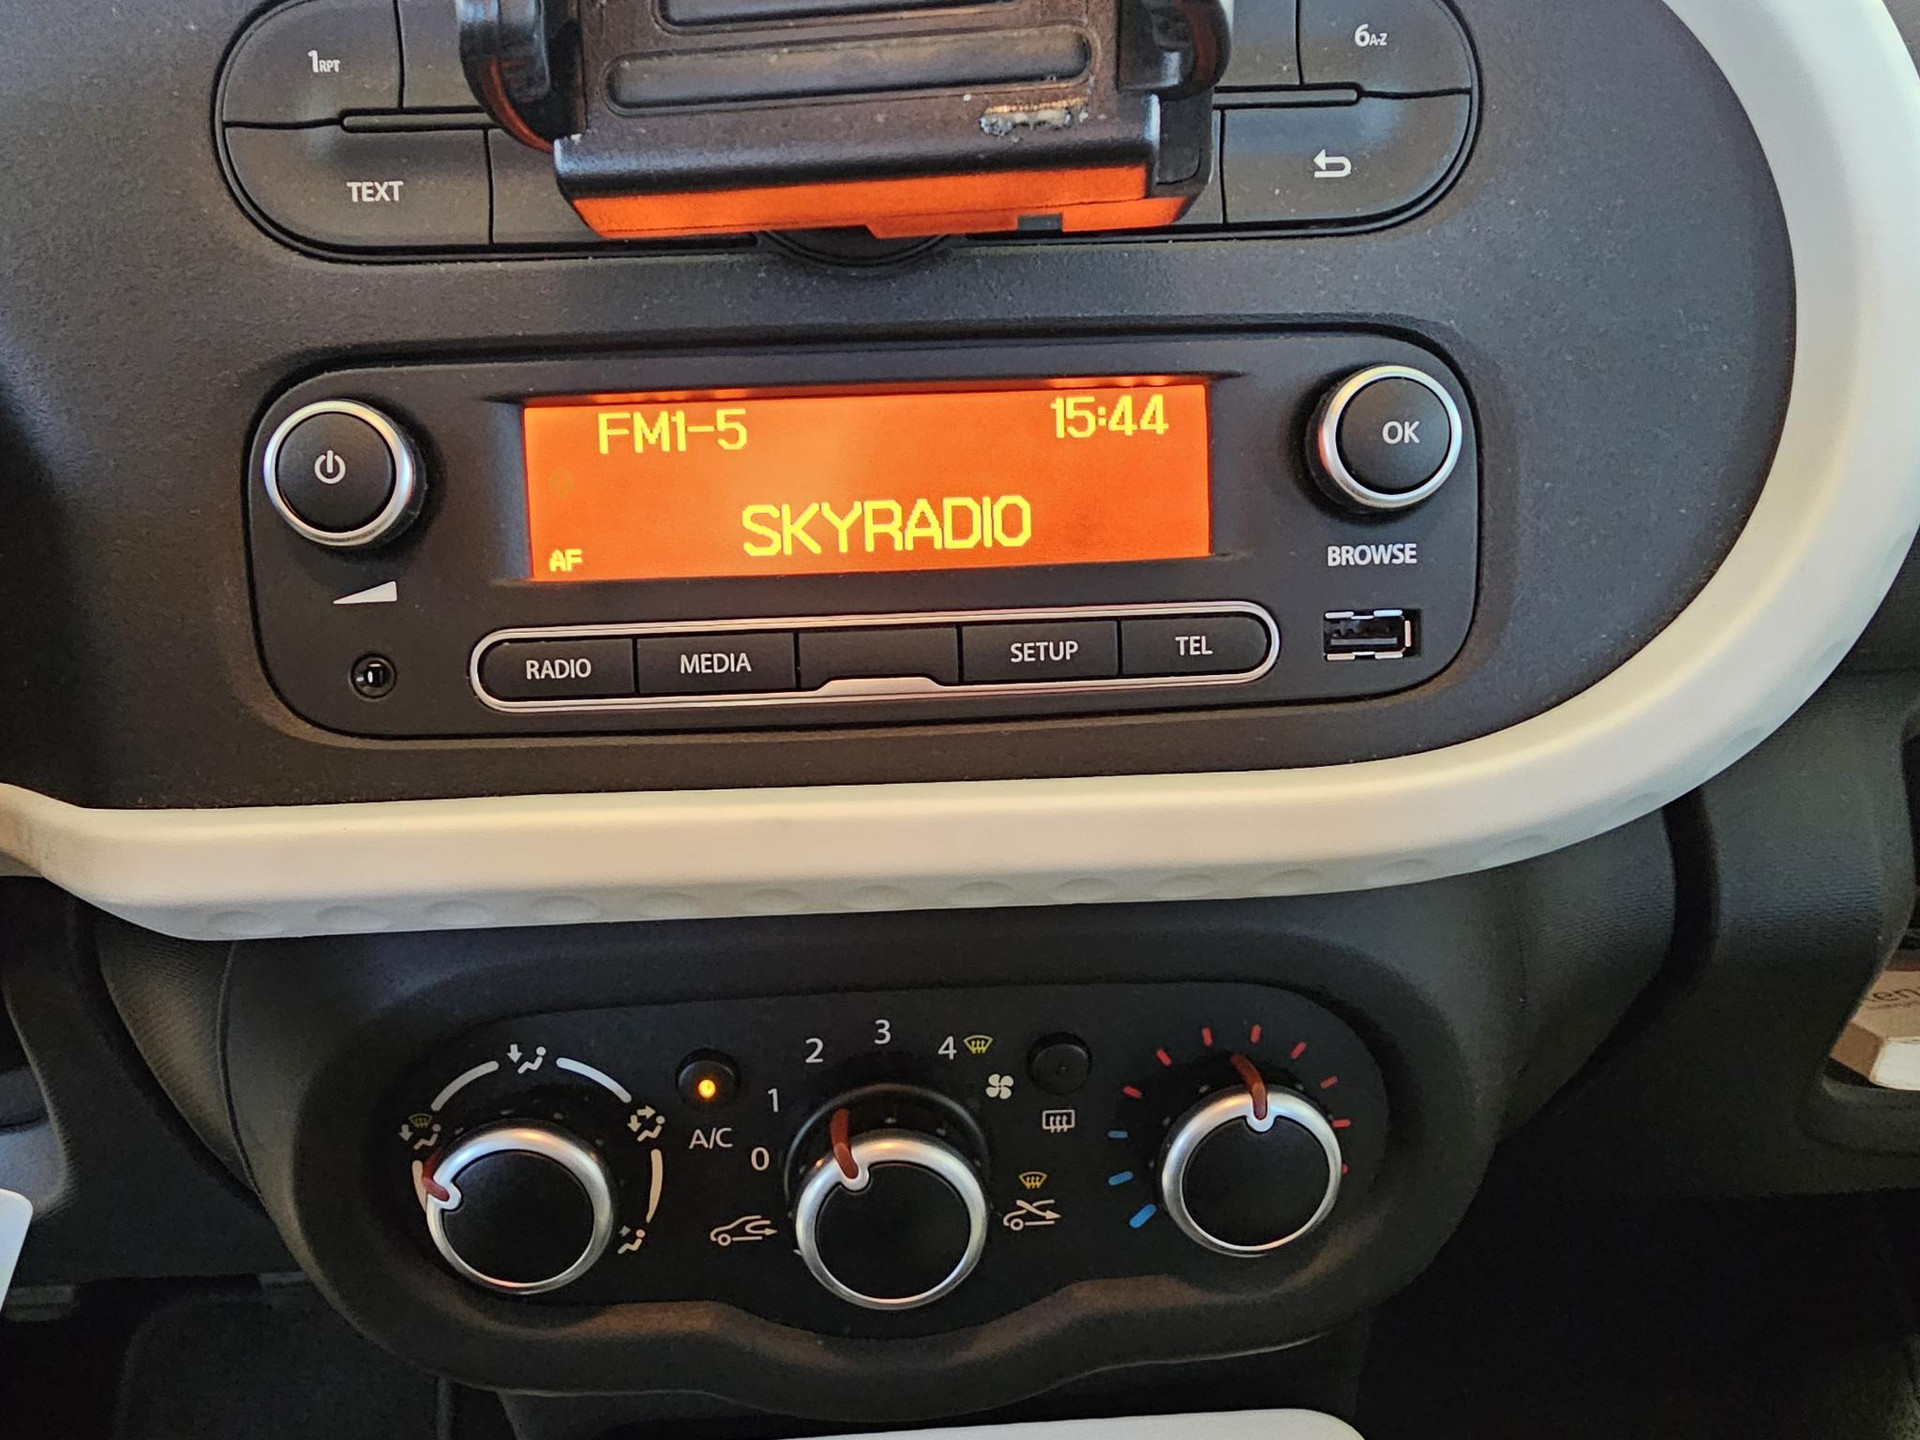 1RPT
6A-Z
TEXT
FM1-5 15:44
SKYRADIO
AF
OK
BROWSE
RADIO MEDIA SETUP TEL
0 1 2 3 4
A/C